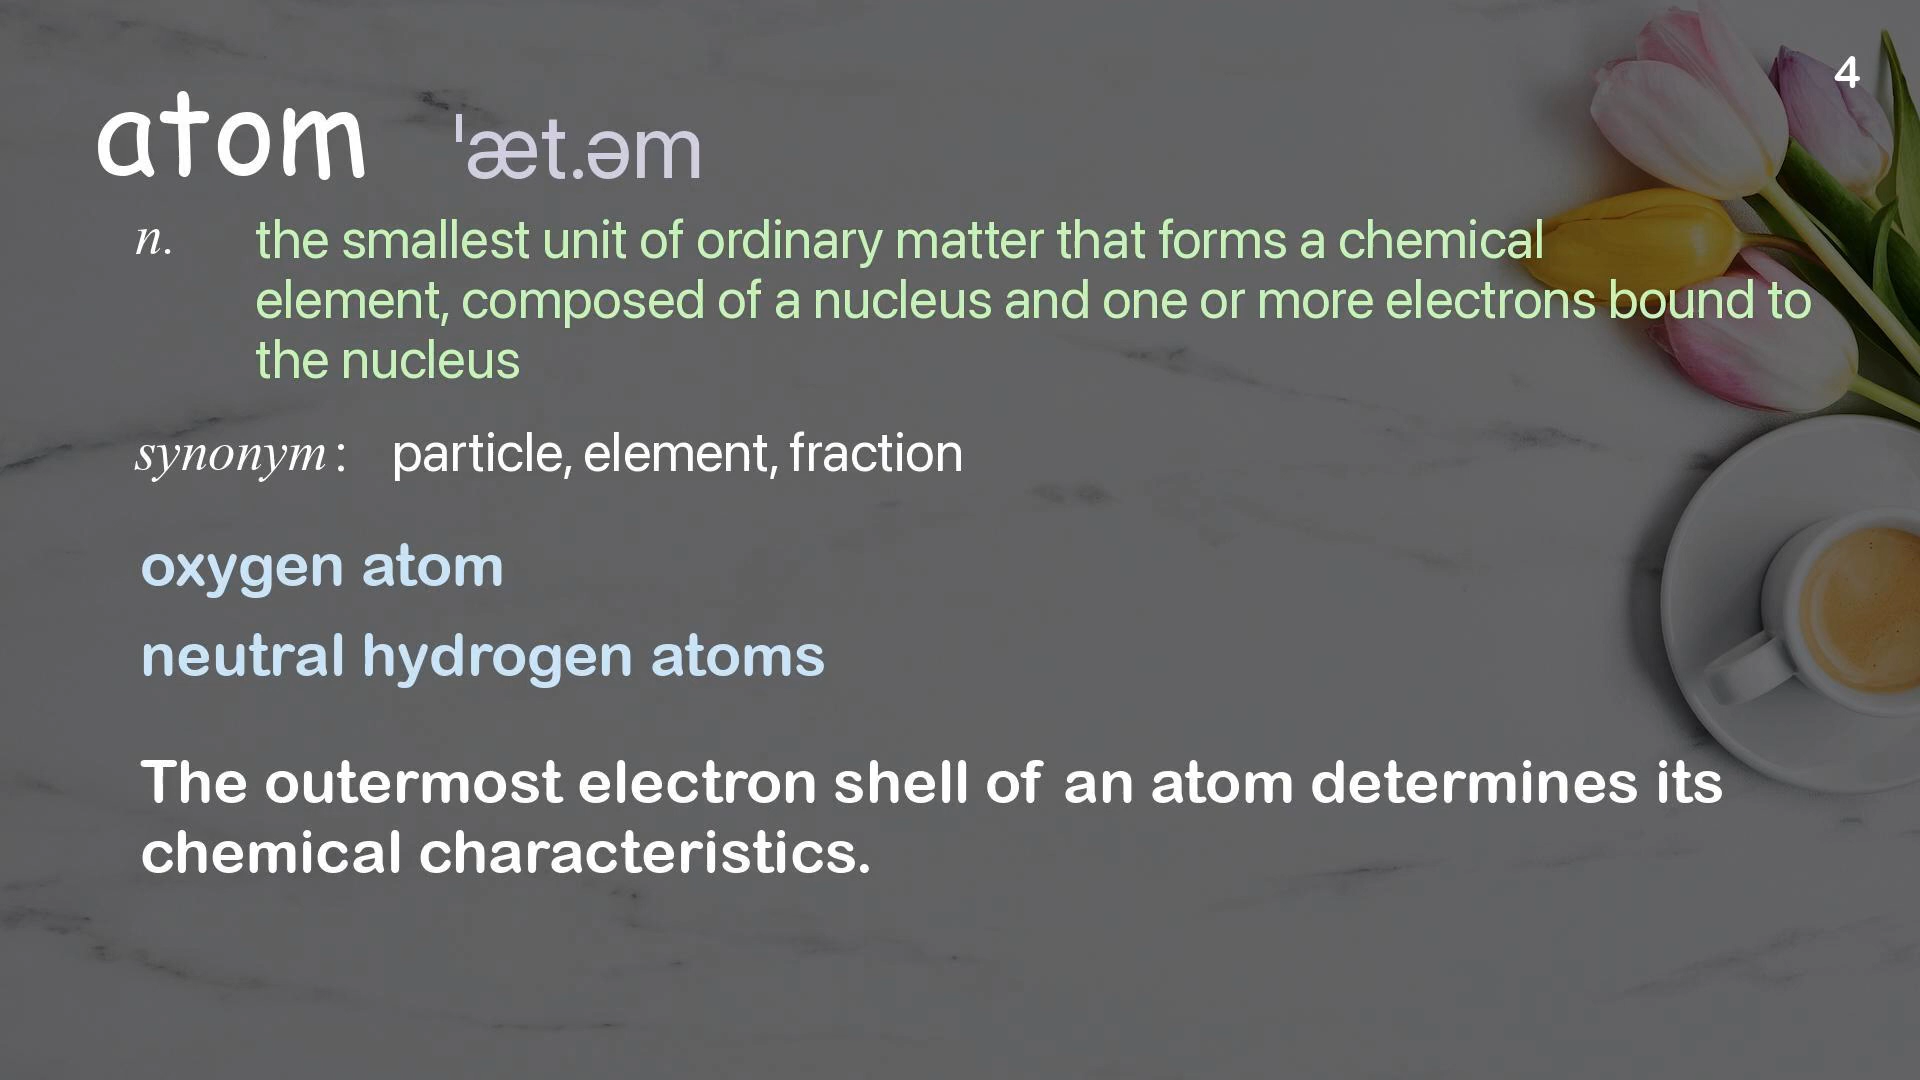 4
atom ˈæt.əm
n. the smallest unit of ordinary matter that forms a chemical
element, composed of a nucleus and one or more electrons bound to
the nucleus
synonym : particle, element, fraction
oxygen atom
neutral hydrogen atoms
The outermost electron shell of an atom determines its
chemical characteristics.